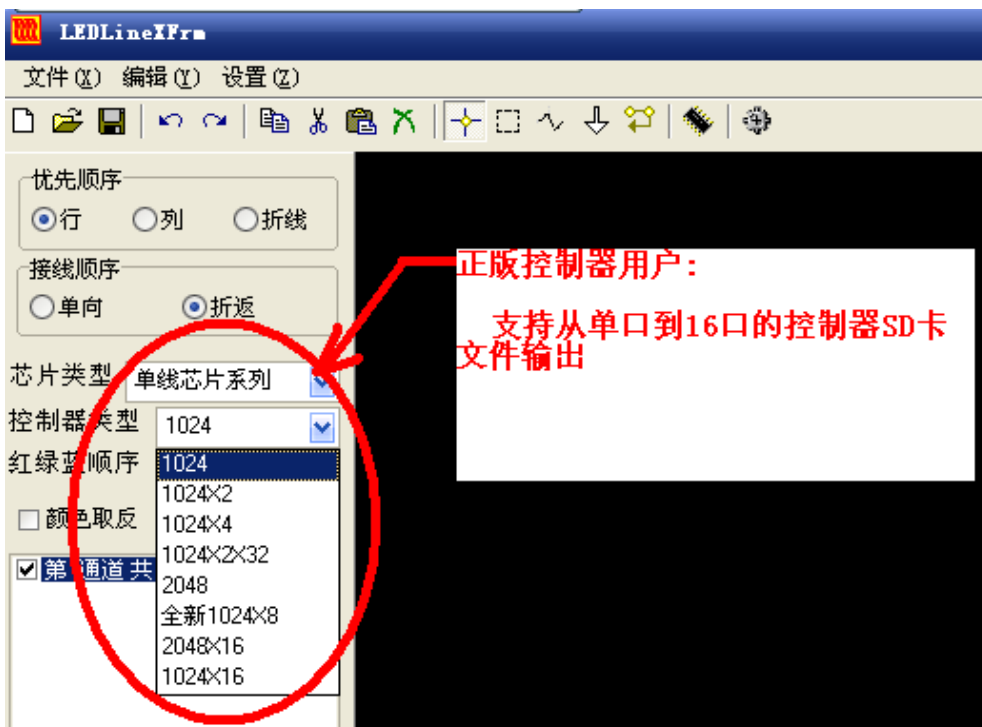 LEDLineXFrm
文件(X) 编辑(Y) 设置(Z)
优先顺序
行 列 折线
接线顺序
单向 折返
芯片类型 单线芯片系列
控制器类型 1024
红绿蓝顺序
1024
1024X2
1024X4
1024X2X32
2048
全新1024X8
2048X16
1024X16
颜色取反
第 通道 共
正版控制器用户:
支持从单口到16口的控制器SD卡
文件输出